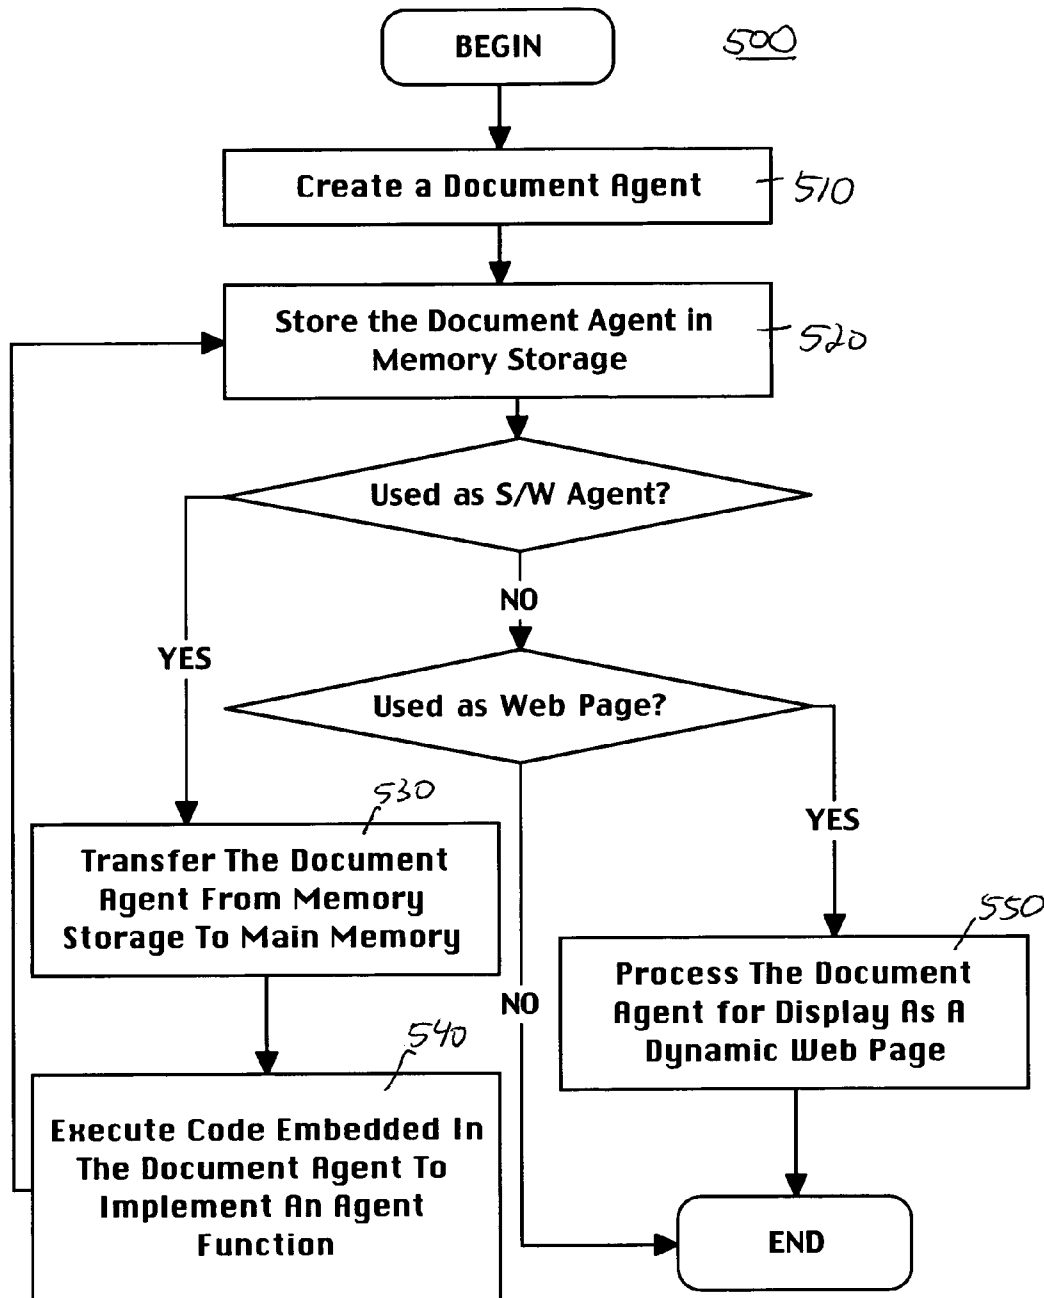 BEGIN
500
Create a Document Agent
510
Store the Document Agent in
Memory Storage
520
Used as S/W Agent?
NO
YES
Used as Web Page?
530
YES
Transfer The Document
Agent From Memory
Storage To Main Memory
550
Process The Document
Agent for Display As A
Dynamic Web Page
NO
540
Execute Code Embedded In
The Document Agent To
Implement An Agent
Function
END